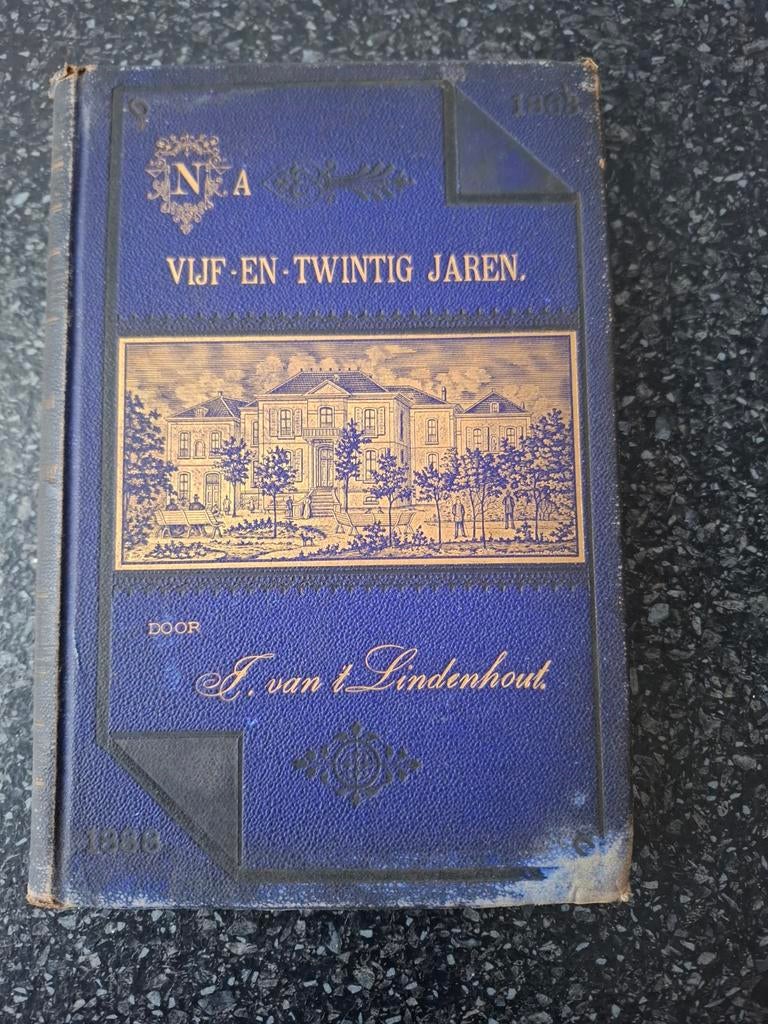 1863
NA
VIJF-EN-TWINTIG JAREN.
DOOR
J. van 't Lindenhout.
1888